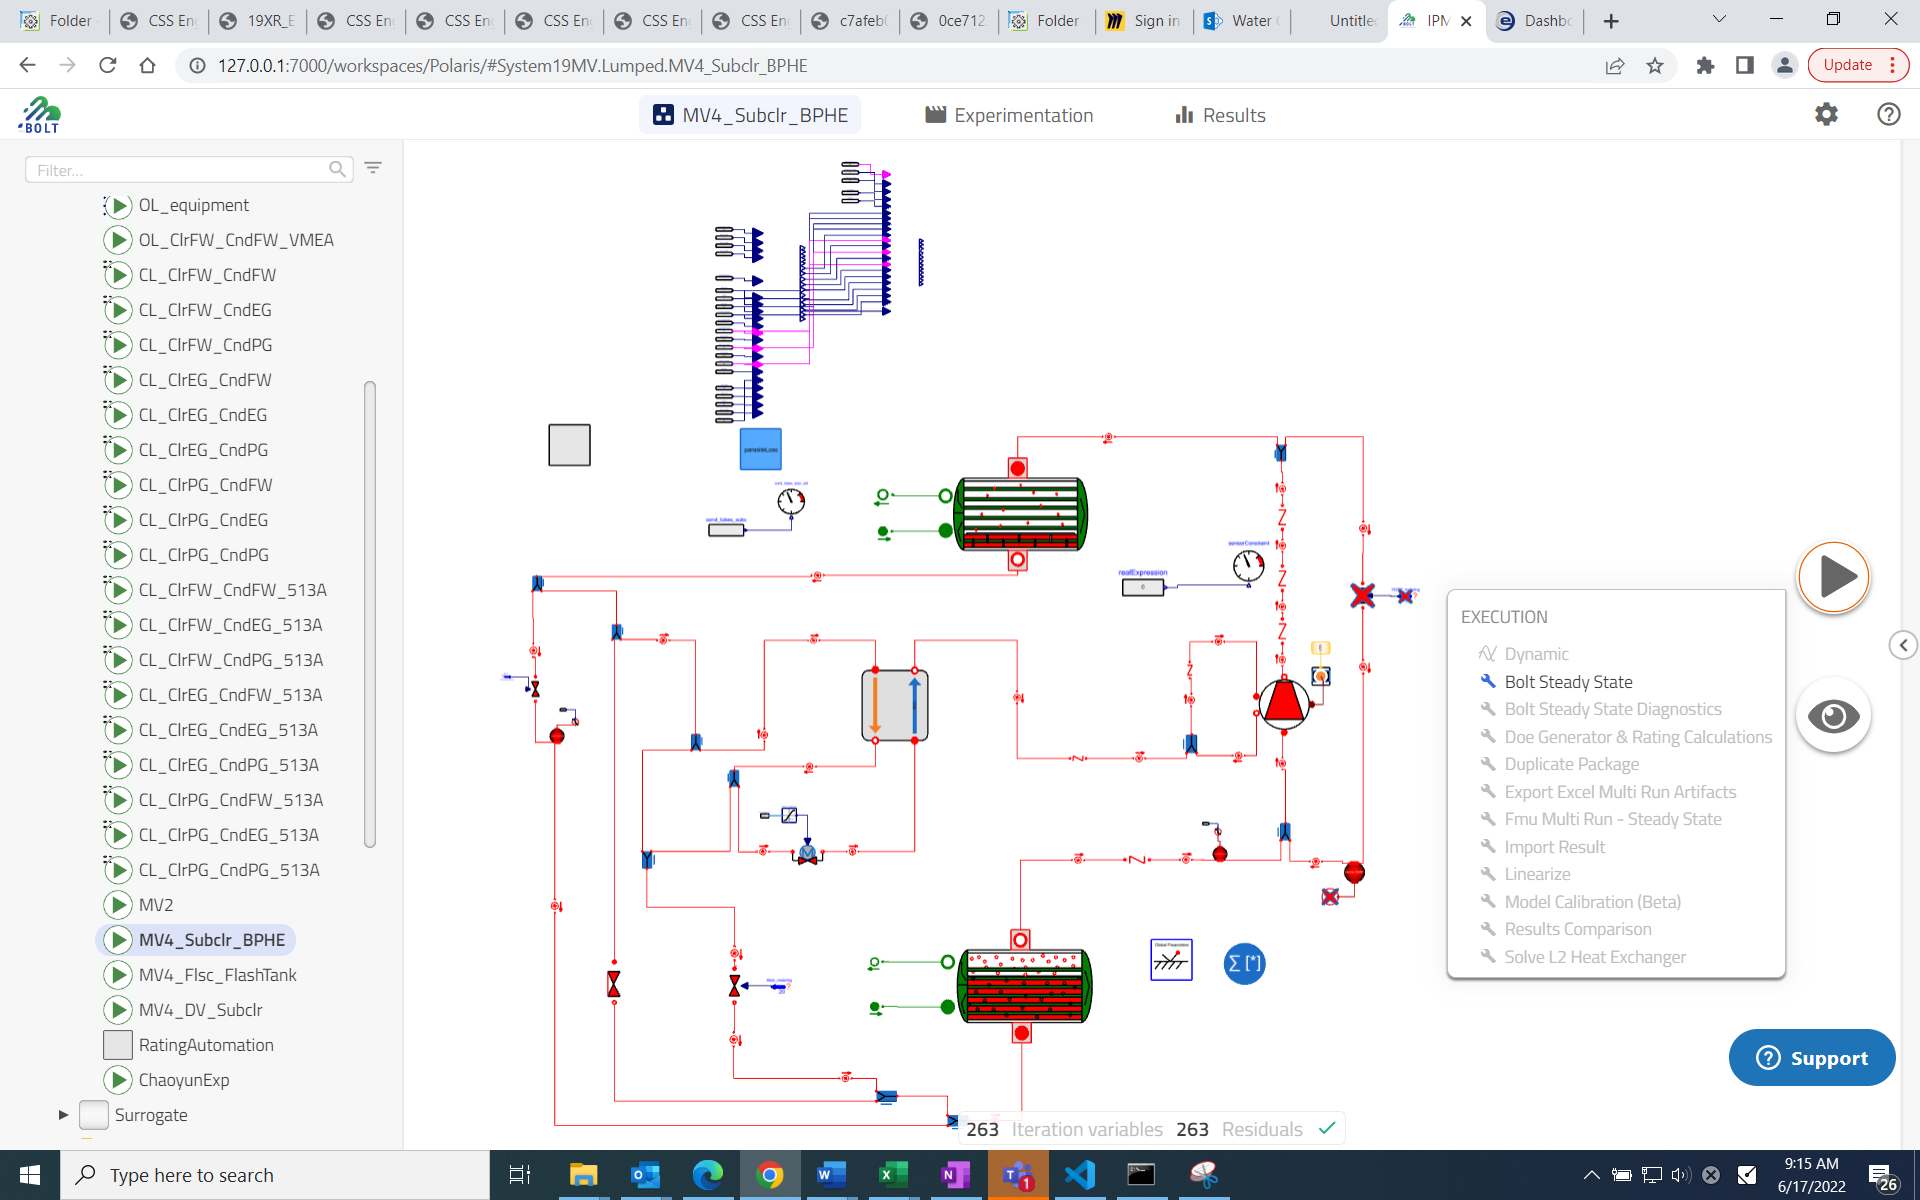 Folder
CSS En
19XR_E
CSS En
CSS En
CSS En
CSS En
CSS En
c7afeb0
0ce712
Folder
Sign in
Water
Untitle
IPM
Dashbo
127.0.0.1:7000/workspaces/Polaris/#System19MV.Lumped.MV4_Subclr_BPHE
Update
BOLT
MV4_Subclr_BPHE
Experimentation
Results
Filter...
OL_equipment
OL_ClrFW_CndFW_VMEA
CL_ClrFW_CndFW
CL_ClrFW_CndEG
CL_ClrFW_CndPG
CL_ClrEG_CndFW
CL_ClrEG_CndEG
CL_ClrEG_CndPG
CL_ClrPG_CndFW
CL_ClrPG_CndEG
CL_ClrPG_CndPG
CL_ClrFW_CndFW_513A
CL_ClrFW_CndEG_513A
CL_ClrFW_CndPG_513A
CL_ClrEG_CndFW_513A
CL_ClrEG_CndEG_513A
CL_ClrEG_CndPG_513A
CL_ClrPG_CndFW_513A
CL_ClrPG_CndEG_513A
CL_ClrPG_CndPG_513A
MV2
MV4_Subclr_BPHE
MV4_Flsc_FlashTank
MV4_DV_Subclr
RatingAutomation
ChaoyunExp
Surrogate
realExpression
sensorConstraint
Global Parameters
Σ[*]
EXECUTION
Dynamic
Bolt Steady State
Bolt Steady State Diagnostics
Doe Generator & Rating Calculations
Duplicate Package
Export Excel Multi Run Artifacts
Fmu Multi Run - Steady State
Import Result
Linearize
Model Calibration (Beta)
Results Comparison
Solve L2 Heat Exchanger
Support
263 Iteration variables 263 Residuals
Type here to search
9:15 AM
6/17/2022
26